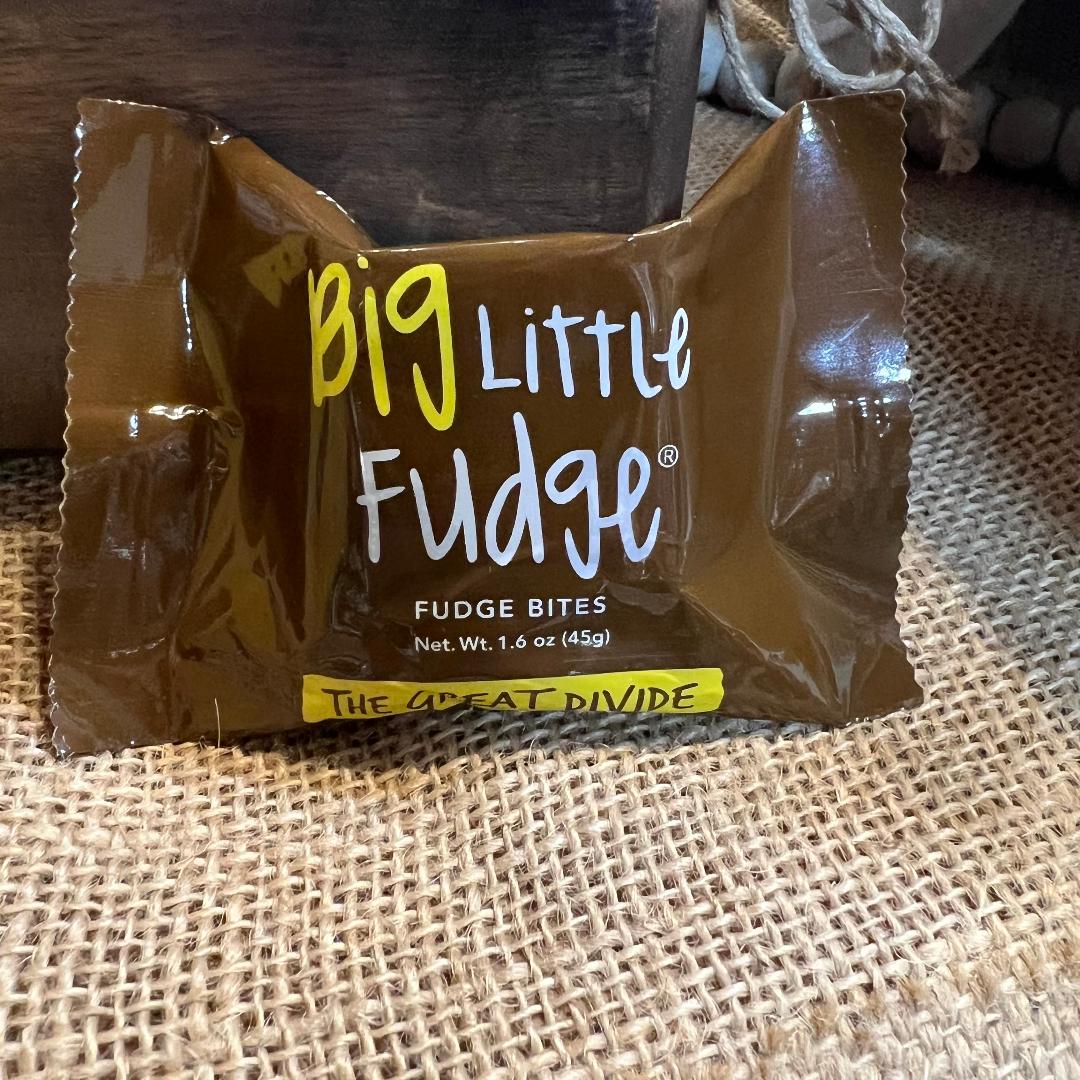 Big Little
Fudge®
FUDGE BITES
Net. Wt. 1.6 oz (45g)
THE GREAT DIVIDE